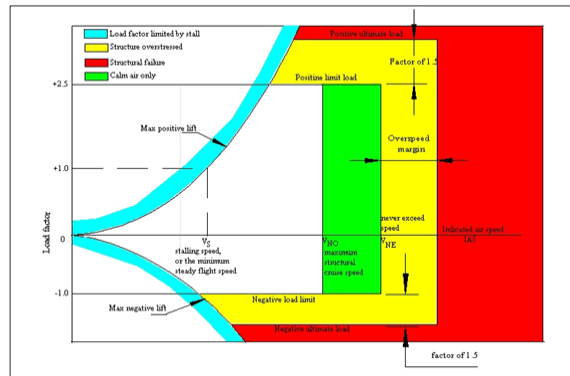 Load factor limited by stall
Structure overstressed
Structural failure
Calm air only
Positive ultimate load
Factor of 1.5
Positine limit load
+2.5
Max positive lift
Overspeed
margin
+1.0
Load factor
0
never exceed
speed
Indicated air speed
IAS
VS
stalling speed,
or the minimum
steady flight speed
VNO
maximum
structural
cruise speed
VNE
-1.0
Negative load limit
Max negative lift
Negative ultimate load
factor of 1.5